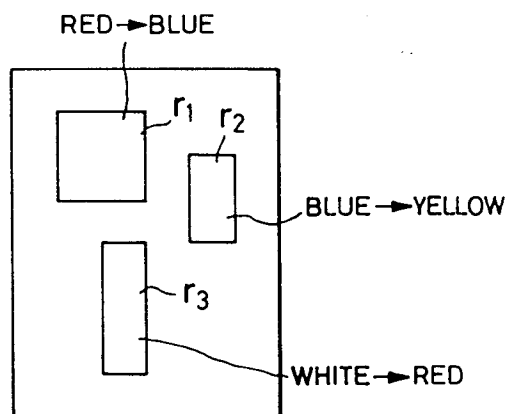 RED→BLUE
r1
r2
BLUE→YELLOW
r3
WHITE→RED